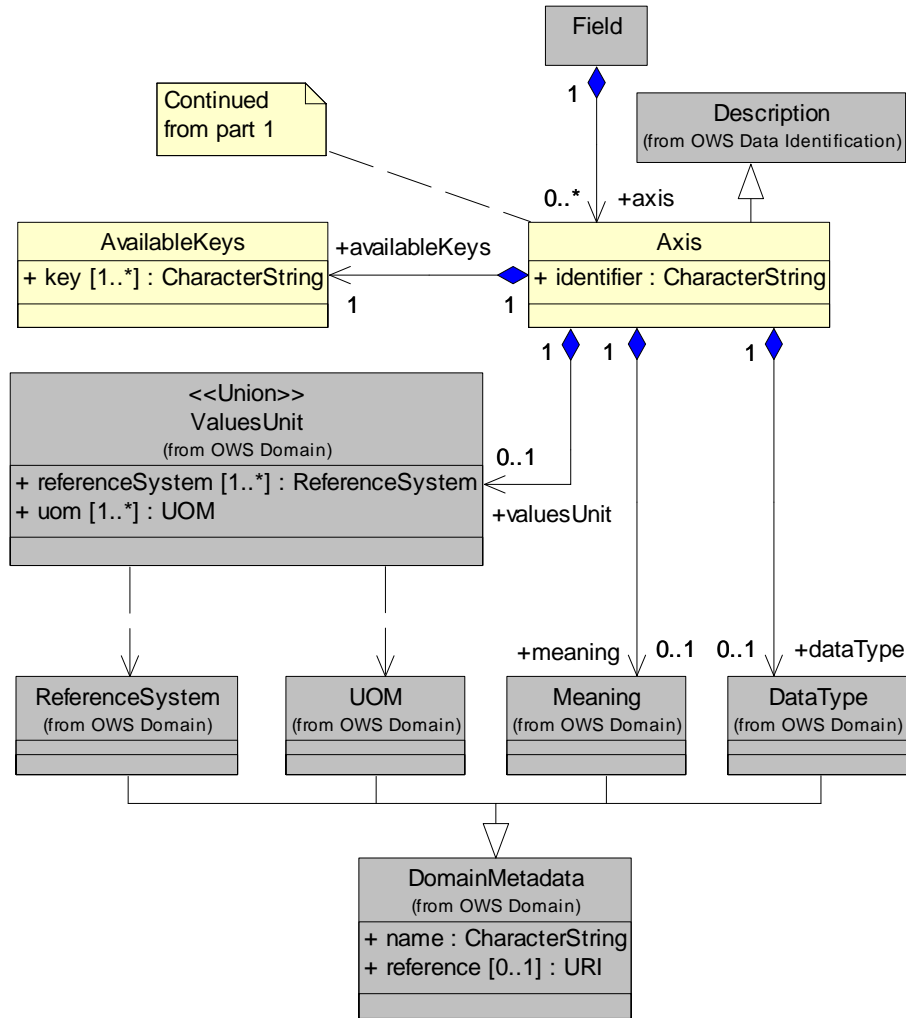 Field
1
Continued
from part 1
Description
(from OWS Data Identification)
0..*
+axis
AvailableKeys
+ key [1..*] : CharacterString
+availableKeys
1
1
Axis
+ identifier : CharacterString
1
1
1
<<Union>>
ValuesUnit
(from OWS Domain)
+ referenceSystem [1..*] : ReferenceSystem
+ uom [1..*] : UOM
0..1
+valuesUnit
+meaning
0..1
0..1
+dataType
ReferenceSystem
(from OWS Domain)
UOM
(from OWS Domain)
Meaning
(from OWS Domain)
DataType
(from OWS Domain)
DomainMetadata
(from OWS Domain)
+ name : CharacterString
+ reference [0..1] : URI